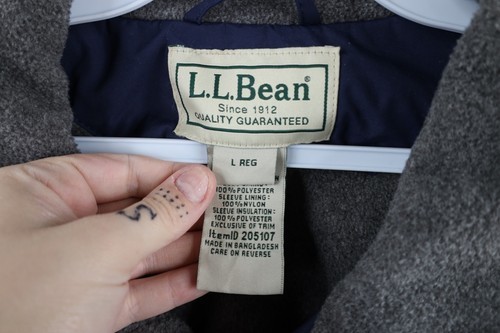 L.L.Bean®
Since 1912
QUALITY GUARANTEED
L REG
100% POLYESTER
SLEEVE LINING:
100% NYLON
SLEEVE INSULATION:
100% POLYESTER
EXCLUSIVE OF TRIM
ItemID 205107
MADE IN BANGLADESH
CARE ON REVERSE